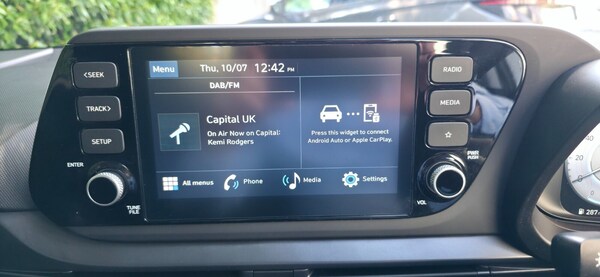 Menu Thu, 10/07 12:42 PM
DAB/FM
<SEEK
TRACK>
SETUP
ENTER
TUNE
FILE
Capital UK
On Air Now on Capital:
Kemi Rodgers
Press this widget to connect
Android Auto or Apple CarPlay.
All menus Phone Media Settings
RADIO
MEDIA
PWR
PUSH
VOL
287